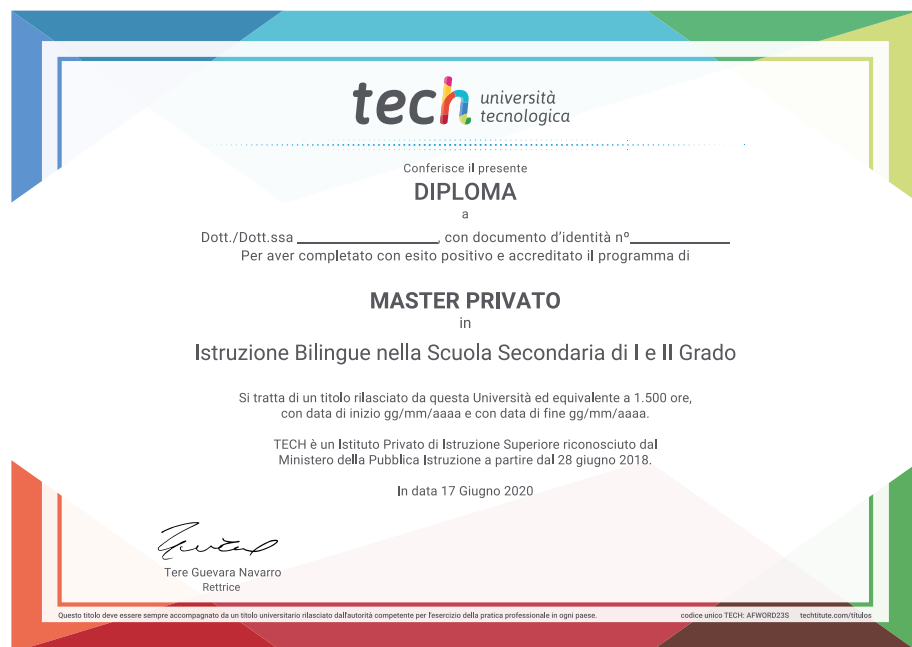 tech università
tecnologica
Conferisce il presente
DIPLOMA
a
Dott./Dott.ssa ____________________, con documento d'identità nº______________
Per aver completato con esito positivo e accreditato il programma di
MASTER PRIVATO
in
Istruzione Bilingue nella Scuola Secondaria di I e II Grado
Si tratta di un titolo rilasciato da questa Università ed equivalente a 1.500 ore,
con data di inizio gg/mm/aaaa e con data di fine gg/mm/aaaa.
TECH è un Istituto Privato di Istruzione Superiore riconosciuto dal
Ministero della Pubblica Istruzione a partire dal 28 giugno 2018.
In data 17 Giugno 2020
Tere Guevara Navarro
Rettrice
Questo titolo deve essere sempre accompagnato da un titolo universitario rilasciato dall'autorità competente per l'esercizio della pratica professionale in ogni paese. codice unico TECH: AFWORD23S techtitute.com/titulos